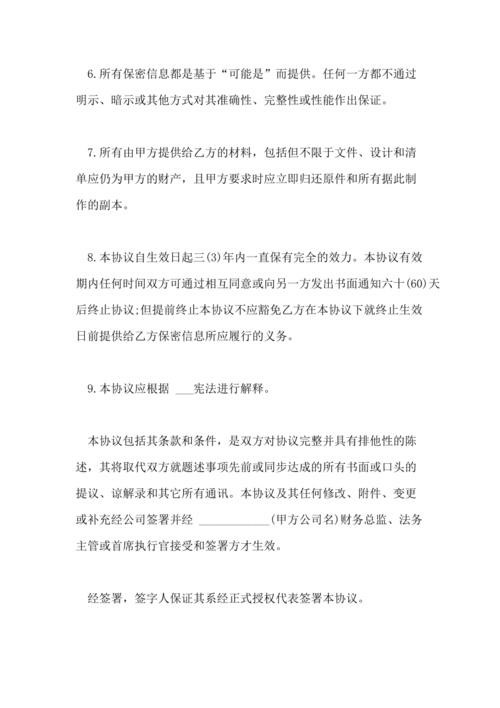 6.所有保密信息都是基于“可能是”而提供。任何一方都不通过
明示、暗示或其他方式对其准确性、完整性或性能作出保证。
7.所有由甲方提供给乙方的材料，包括但不限于文件、设计和清
单应仍为甲方的财产，且甲方要求时应立即归还原件和所有据此制
作的副本。
8.本协议自生效日起三(3)年内一直保有完全的效力。本协议有效
期内任何时间双方可通过相互同意或向另一方发出书面通知六十(60)天
后终止协议;但提前终止本协议不应豁免乙方在本协议下就终止生效
日前提供给乙方保密信息所应履行的义务。
9.本协议应根据 ___宪法进行解释。
本协议包括其条款和条件，是双方对协议完整并具有排他性的陈
述，其将取代双方就题述事项先前或同步达成的所有书面或口头的
提议、谅解录和其它所有通讯。本协议及其任何修改、附件、变更
或补充经公司签署并经 ____________(甲方公司名)财务总监、法务
主管或首席执行官接受和签署方才生效。
经签署，签字人保证其系经正式授权代表签署本协议。